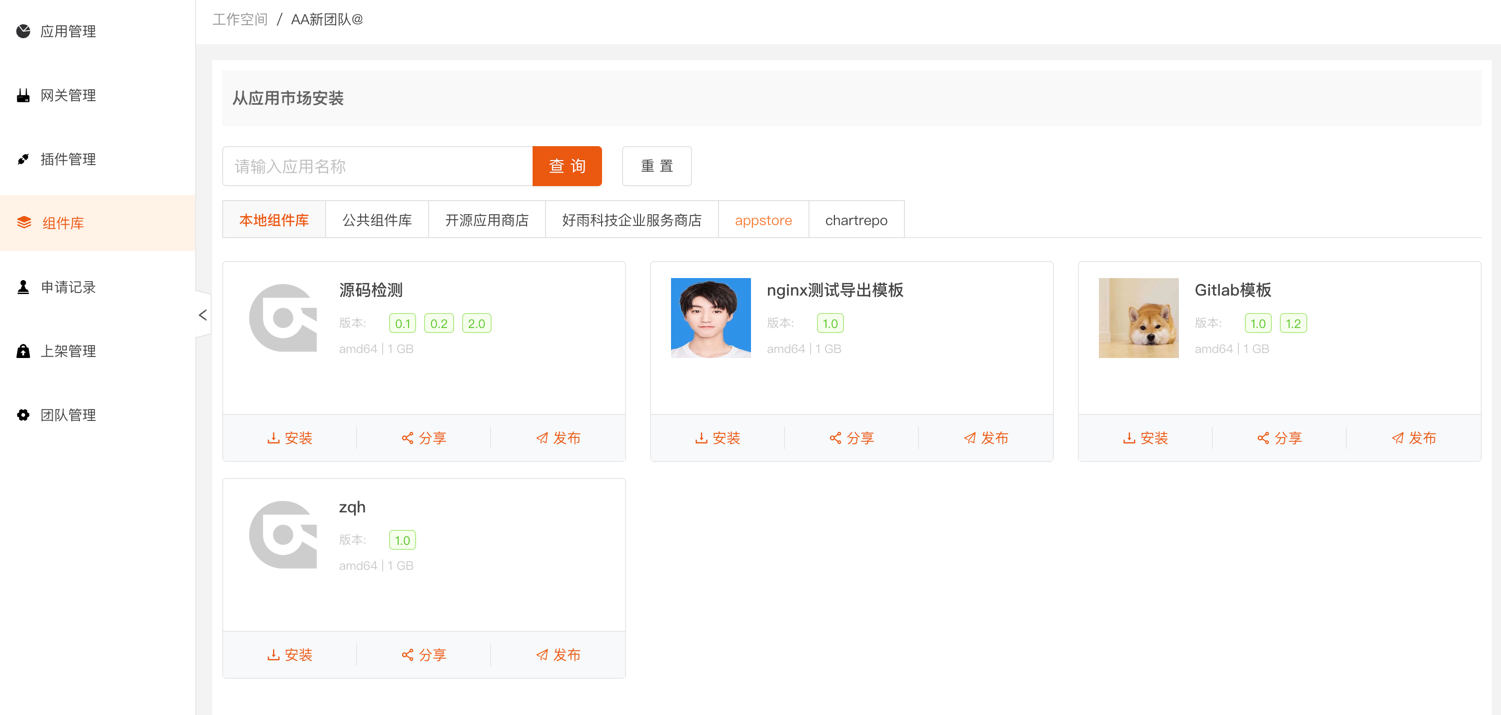 工作空间 / AA新团队@
应用管理
网关管理
插件管理
组件库
申请记录
上架管理
团队管理
<
从应用市场安装
请输入应用名称 查 询 重 置
本地组件库 公共组件库 开源应用商店 好雨科技企业服务商店 appstore chartrepo
源码检测
版本: 0.1 0.2 2.0
amd64 | 1 GB
安装 分享 发布
nginx测试导出模板
版本: 1.0
amd64 | 1 GB
安装 分享 发布
Gitlab模板
版本: 1.0 1.2
amd64 | 1 GB
安装 分享 发布
zqh
版本: 1.0
amd64 | 1 GB
安装 分享 发布